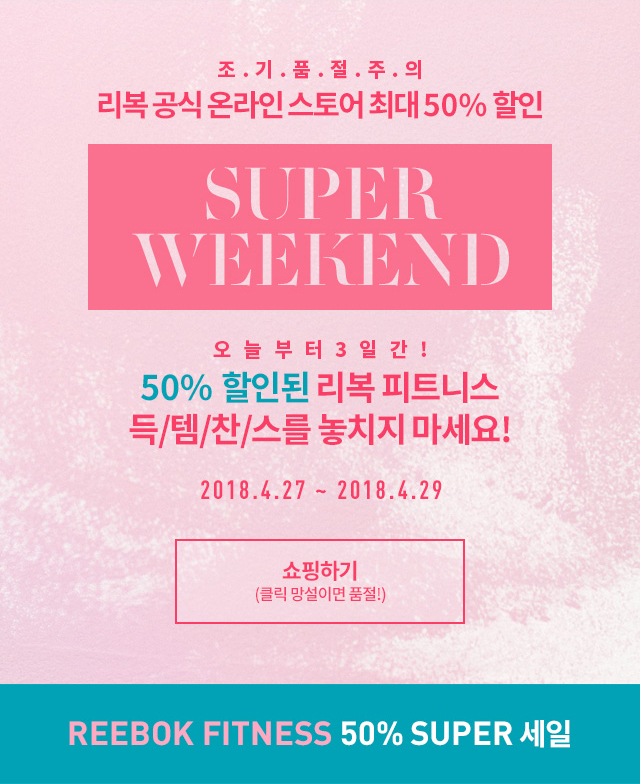 조.기.품.절.주.의
리복 공식 온라인 스토어 최대 50% 할인
SUPER
WEEKEND
오늘부터3일간!
50% 할인된 리복 피트니스
득/템/찬/스를 놓치지 마세요!
2018.4.27 ~ 2018.4.29
쇼핑하기
(클릭 망설이면 품절!)
REEBOK FITNESS 50% SUPER 세일